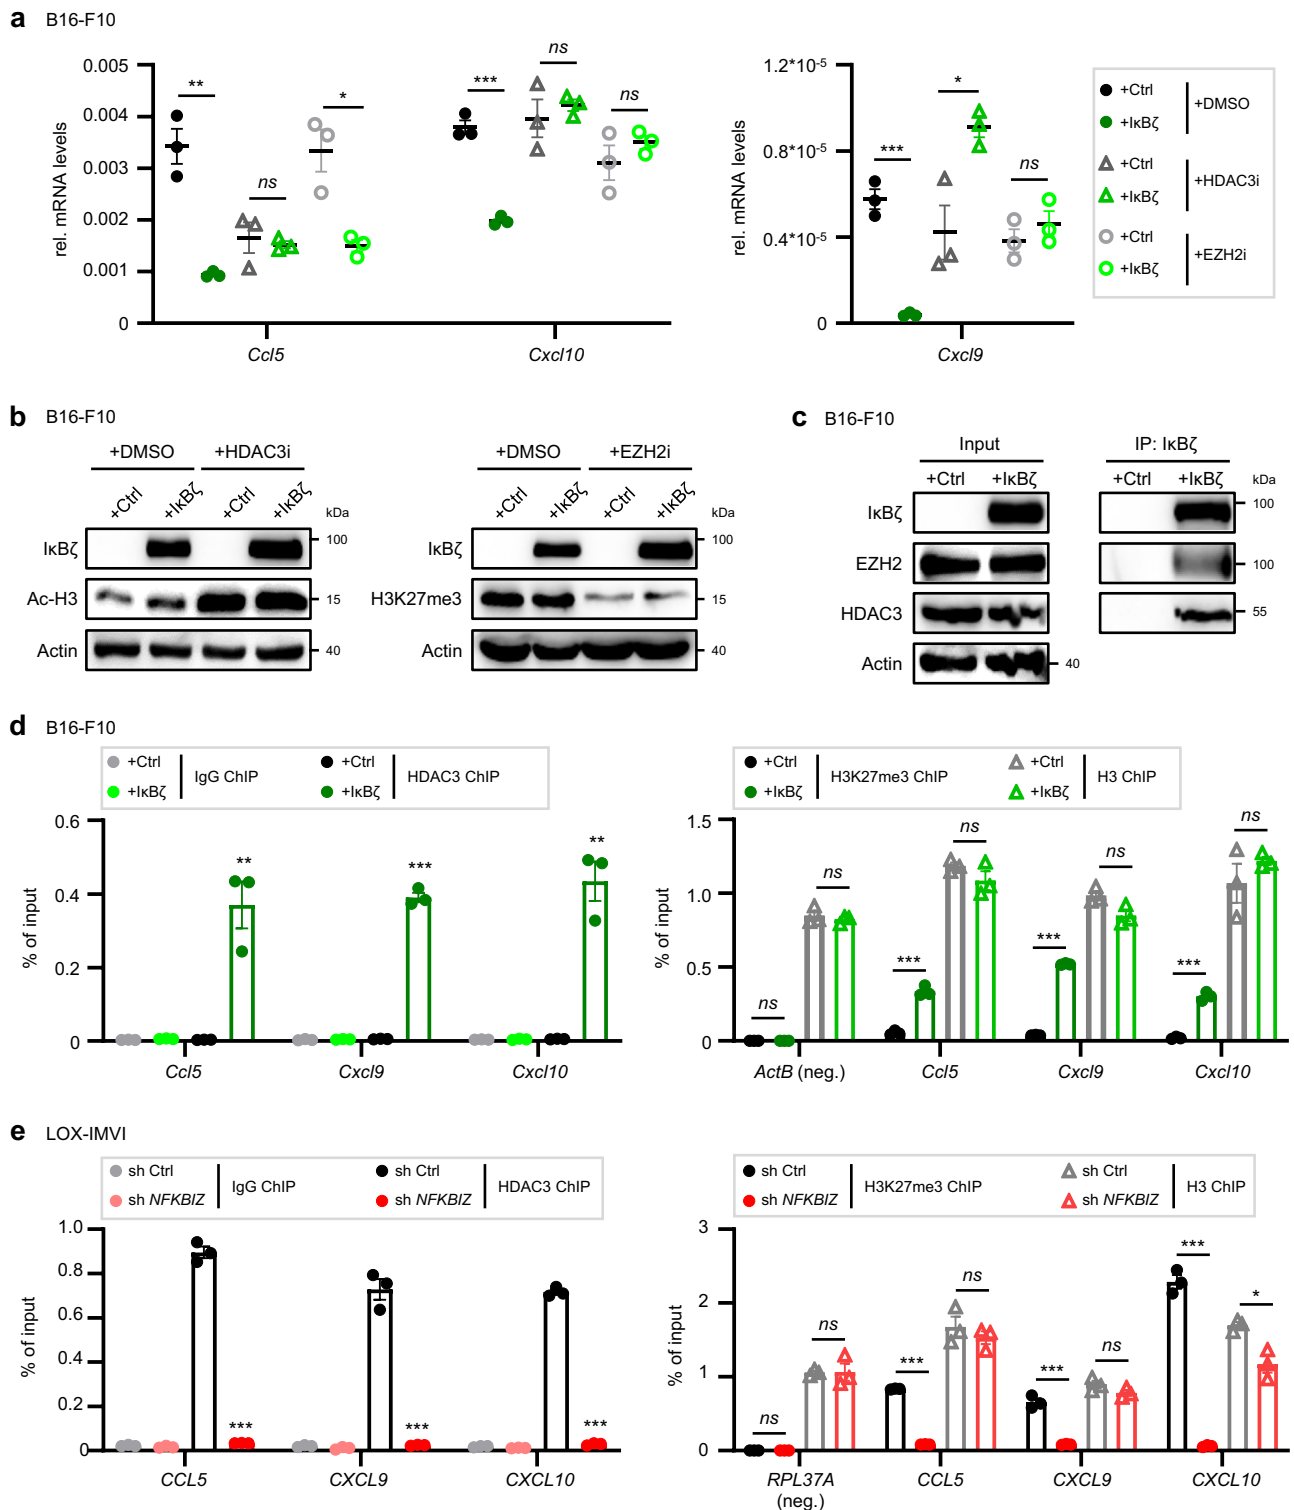 a B16-F10
rel. mRNA levels
0.005
0.004
0.003
0.002
0.001
0
** * *** ns ns ns
Ccl5 Cxcl10
rel. mRNA levels
1.2*10-5
0.8*10-5
0.4*10-5
0
*** * ns
Cxcl9
+Ctrl
+IκBζ
+DMSO
+Ctrl
+IκBζ
+HDAC3i
+Ctrl
+IκBζ
+EZH2i
b B16-F10
+DMSO +HDAC3i
+Ctrl +IκBζ +Ctrl +IκBζ kDa
IκBζ 100
Ac-H3 15
Actin 40
+DMSO +EZH2i
+Ctrl +IκBζ +Ctrl +IκBζ kDa
IκBζ 100
H3K27me3 15
Actin 40
c B16-F10
Input IP: IκBζ
+Ctrl +IκBζ +Ctrl +IκBζ kDa
IκBζ 100
EZH2 100
HDAC3 55
Actin 40
d B16-F10
+Ctrl
+IκBζ
IgG ChIP
+Ctrl
+IκBζ
HDAC3 ChIP
% of input
0.6
0.4
0.2
0
** *** **
Ccl5 Cxcl9 Cxcl10
+Ctrl
+IκBζ
H3K27me3 ChIP
+Ctrl
+IκBζ
H3 ChIP
% of input
1.5
1.0
0.5
0
ns ns *** ns *** ns *** ns
ActB (neg.) Ccl5 Cxcl9 Cxcl10
e LOX-IMVI
sh Ctrl
sh NFKBIZ
IgG ChIP
sh Ctrl
sh NFKBIZ
HDAC3 ChIP
% of input
1.0
0.8
0.6
0.4
0.2
0
*** *** ***
CCL5 CXCL9 CXCL10
sh Ctrl
sh NFKBIZ
H3K27me3 ChIP
sh Ctrl
sh NFKBIZ
H3 ChIP
% of input
3
2
1
0
ns ns *** ns *** ns *** *
RPL37A CCL5 CXCL9 CXCL10
(neg.)